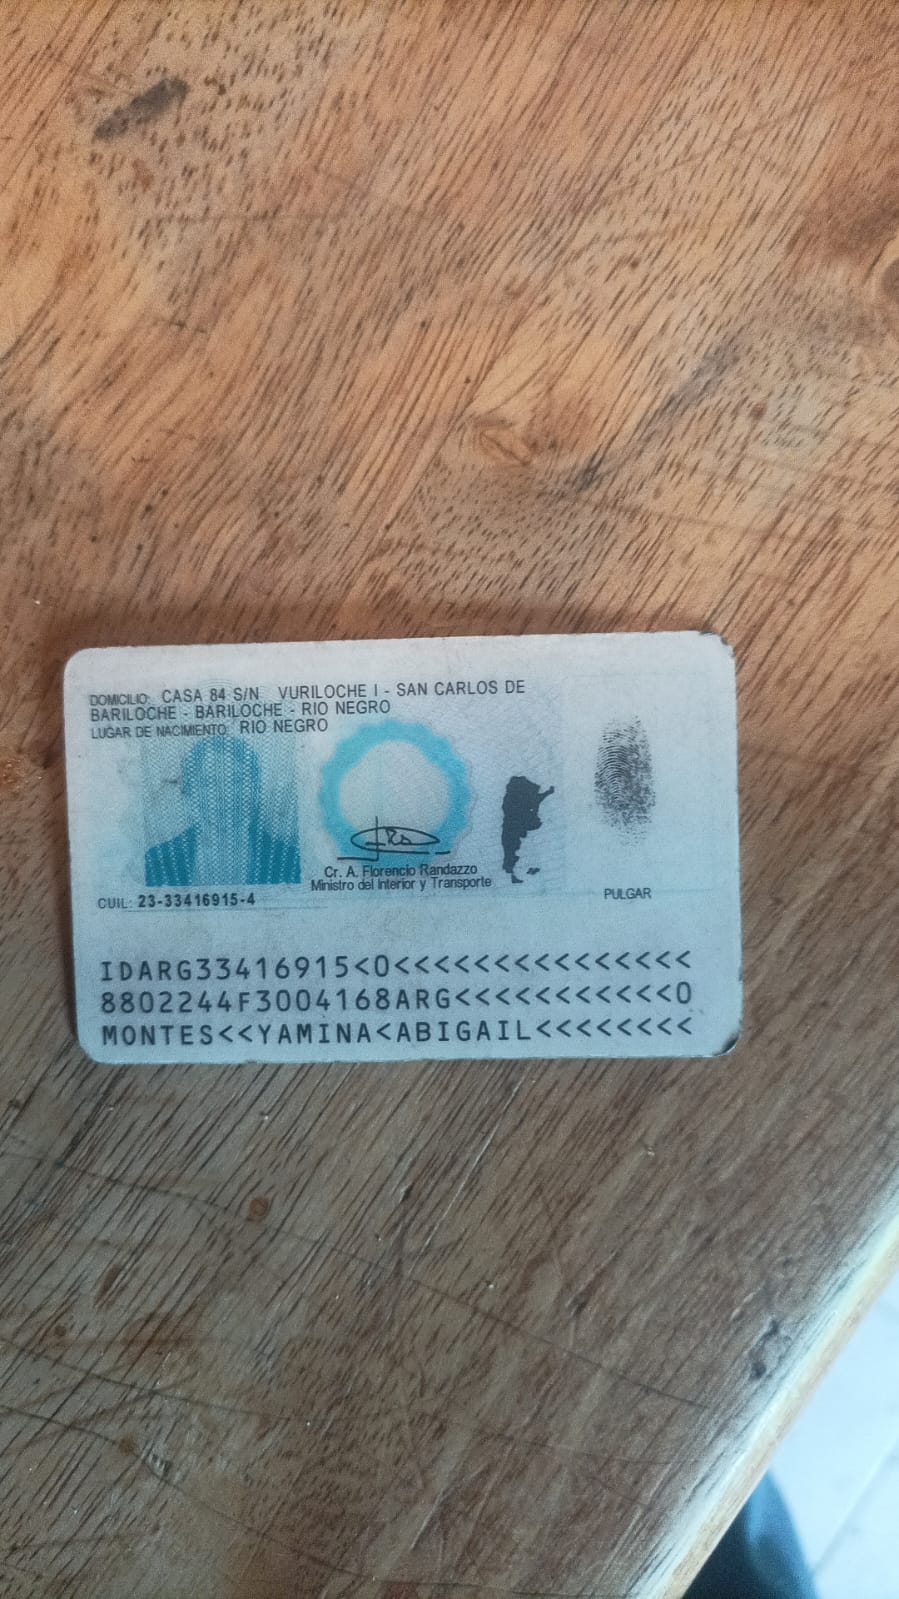 DOMICILIO: CASA 84 S/N VURILOCHE I - SAN CARLOS DE
BARILOCHE - BARILOCHE - RIO NEGRO
LUGAR DE NACIMIENTO: RIO NEGRO
Cr. A. Florencio Randazzo
Ministro del Interior y Transporte
CUIL: 23-33416915-4
PULGAR
IDARG33416915<0<<<<<<<<<<<<<<<
8802244F3004168ARG<<<<<<<<<<<0
MONTES<<YAMINA<ABIGAIL<<<<<<<<